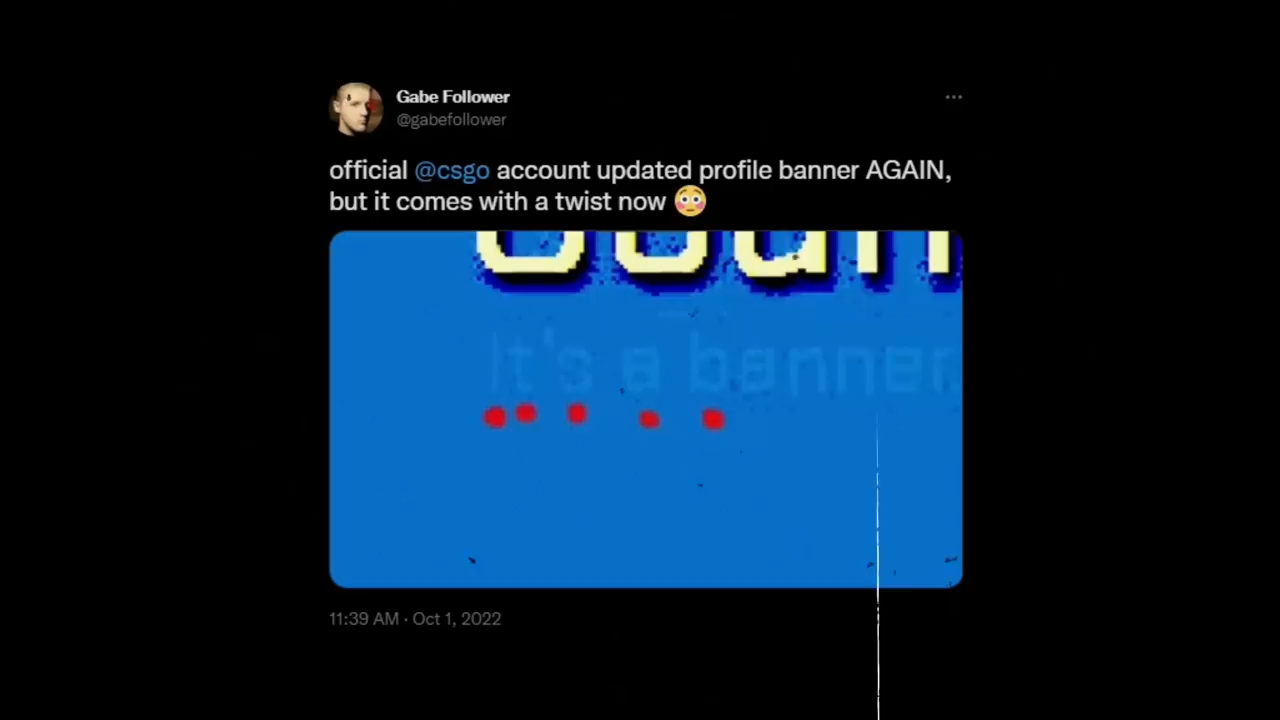 Gabe Follower
@gabefollower
official @csgo account updated profile banner AGAIN,
but it comes with a twist now 😳
It's a banner.
11:39 AM · Oct 1, 2022